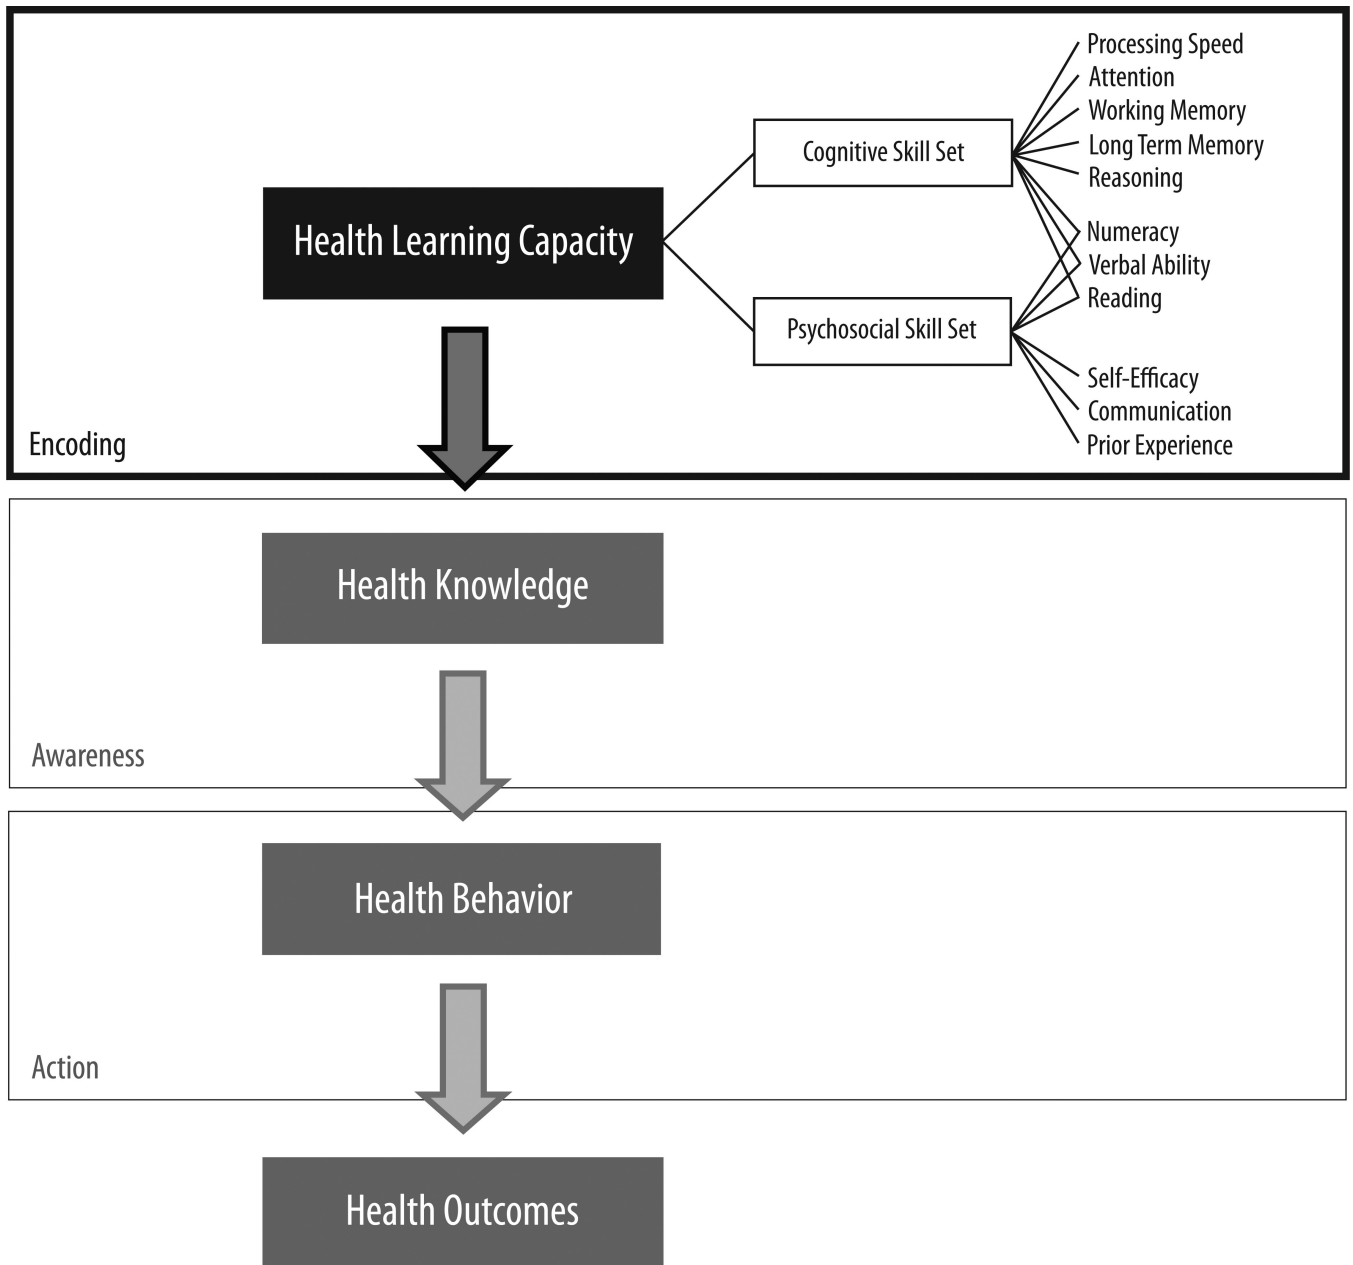 Processing Speed
Attention
Working Memory
Long Term Memory
Reasoning
Cognitive Skill Set
Health Learning Capacity
Numeracy
Verbal Ability
Reading
Psychosocial Skill Set
Self-Efficacy
Communication
Prior Experience
Encoding
Health Knowledge
Awareness
Health Behavior
Action
Health Outcomes